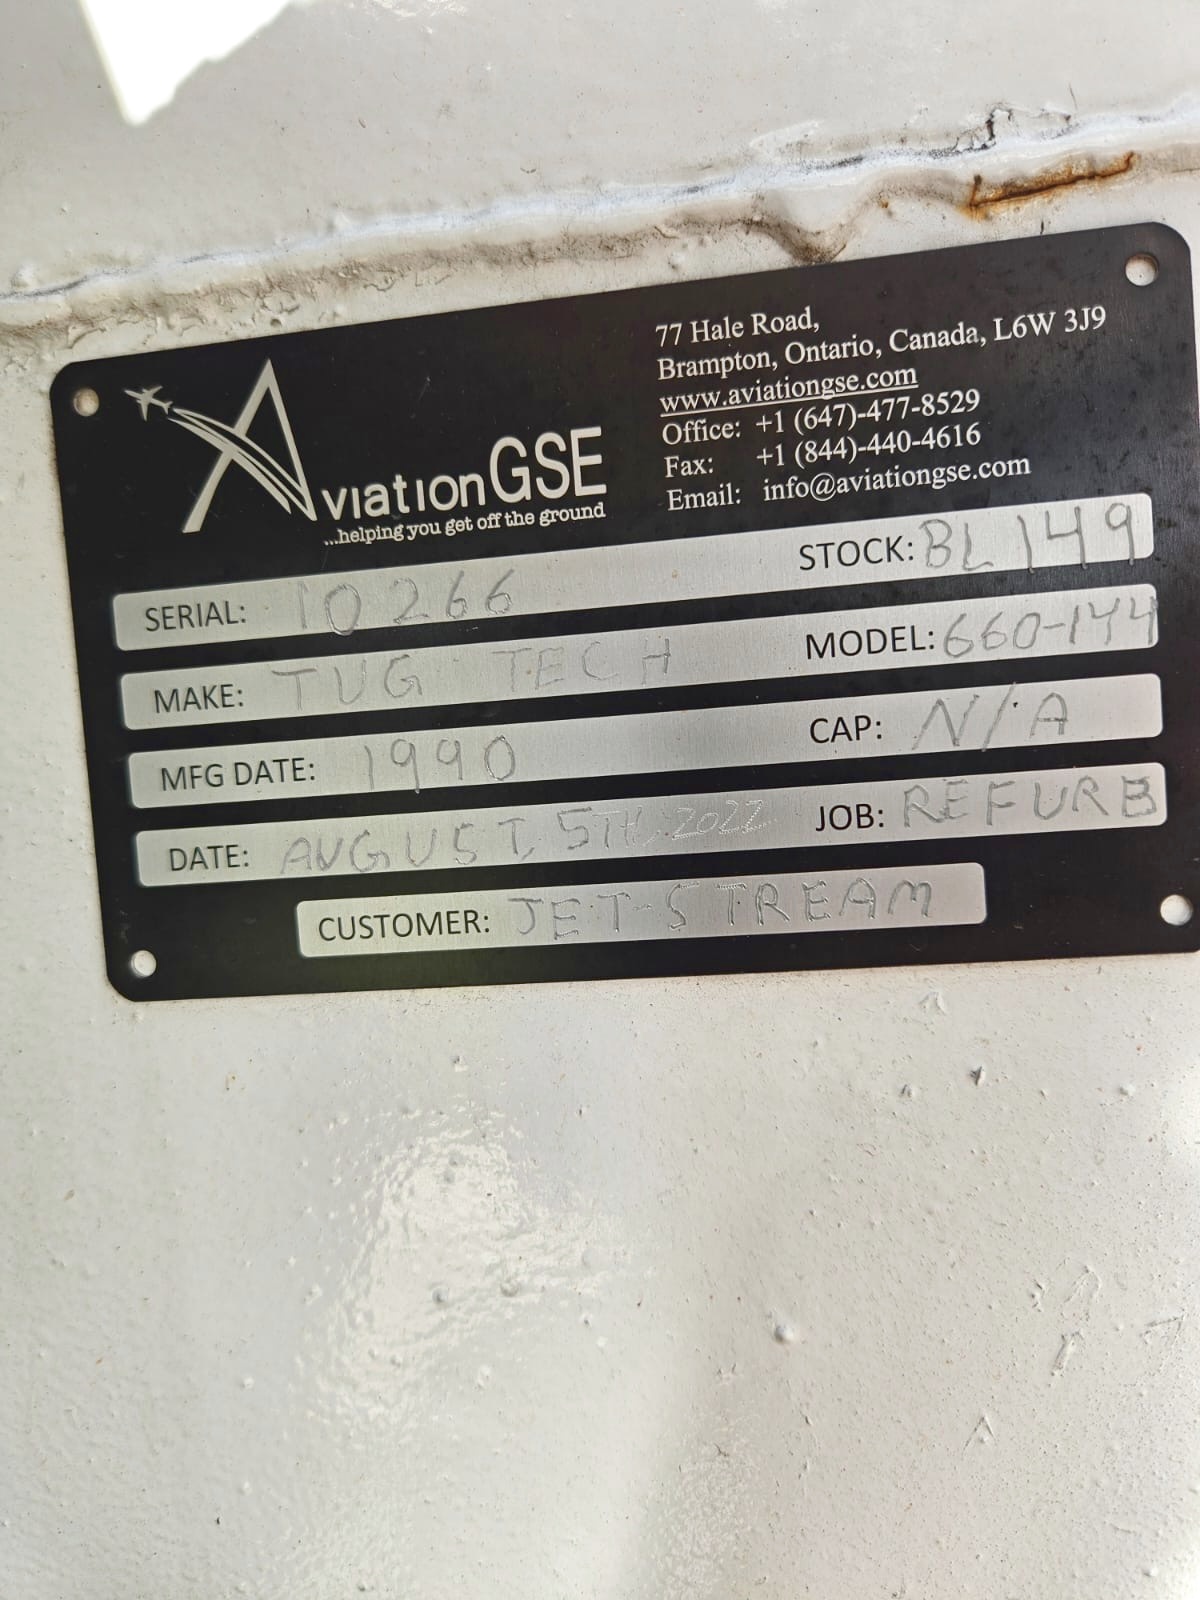 AviationGSE
...helping you get off the ground
77 Hale Road,
Brampton, Ontario, Canada, L6W 3J9
www.aviationgse.com
Office: +1 (647)-477-8529
Fax: +1 (844)-440-4616
Email: info@aviationgse.com
SERIAL: 10266 STOCK: BL149
MAKE: TUG TECH MODEL: 660-144
MFG DATE: 1990 CAP: N/A
DATE: AUGUST, 5TH, 2022 JOB: REFURB
CUSTOMER: JET-STREAM